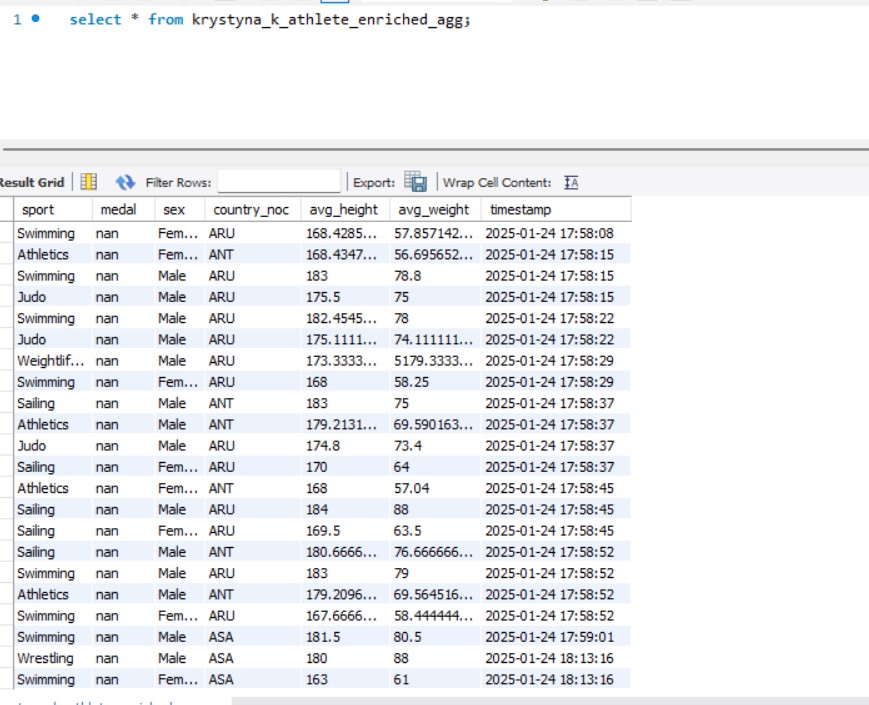 1 select * from krystyna_k_athlete_enriched_agg;
Result Grid Filter Rows: Export: Wrap Cell Content: IA
sport medal sex country_noc avg_height avg_weight timestamp
Swimming nan Fem... ARU 168.4285... 57.857142... 2025-01-24 17:58:08
Athletics nan Fem... ANT 168.4347... 56.695652... 2025-01-24 17:58:15
Swimming nan Male ARU 183 78.8 2025-01-24 17:58:15
Judo nan Male ARU 175.5 75 2025-01-24 17:58:15
Swimming nan Male ARU 182.4545... 78 2025-01-24 17:58:22
Judo nan Male ARU 175.1111... 74.111111... 2025-01-24 17:58:22
Weightlif... nan Male ARU 173.3333... 5179.3333... 2025-01-24 17:58:29
Swimming nan Fem... ARU 168 58.25 2025-01-24 17:58:29
Sailing nan Male ANT 183 75 2025-01-24 17:58:37
Athletics nan Male ANT 179.2131... 69.590163... 2025-01-24 17:58:37
Judo nan Male ARU 174.8 73.4 2025-01-24 17:58:37
Sailing nan Fem... ARU 170 64 2025-01-24 17:58:37
Athletics nan Fem... ANT 168 57.04 2025-01-24 17:58:45
Sailing nan Male ARU 184 88 2025-01-24 17:58:45
Sailing nan Fem... ARU 169.5 63.5 2025-01-24 17:58:45
Sailing nan Male ANT 180.6666... 76.666666... 2025-01-24 17:58:52
Swimming nan Male ARU 183 79 2025-01-24 17:58:52
Athletics nan Male ANT 179.2096... 69.564516... 2025-01-24 17:58:52
Swimming nan Fem... ARU 167.6666... 58.444444... 2025-01-24 17:58:52
Swimming nan Male ASA 181.5 80.5 2025-01-24 17:59:01
Wrestling nan Male ASA 180 88 2025-01-24 18:13:16
Swimming nan Fem... ASA 163 61 2025-01-24 18:13:16